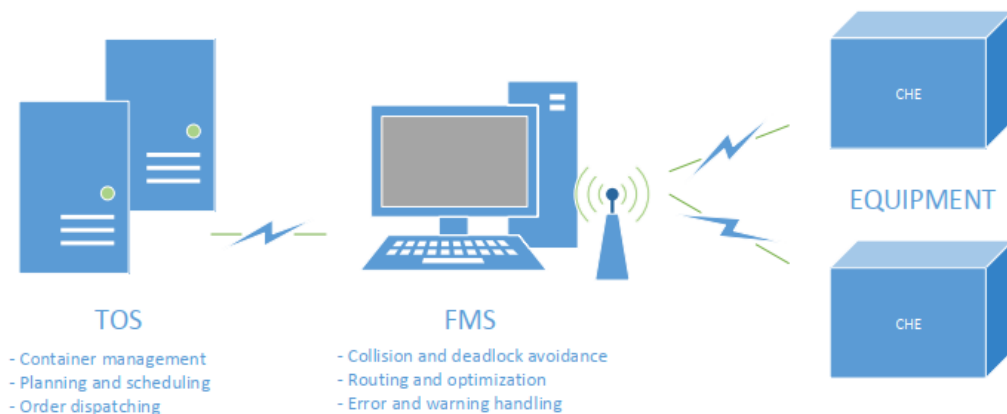 CHE
EQUIPMENT
CHE
TOS
- Container management
- Planning and scheduling
- Order dispatching
FMS
- Collision and deadlock avoidance
- Routing and optimization
- Error and warning handling